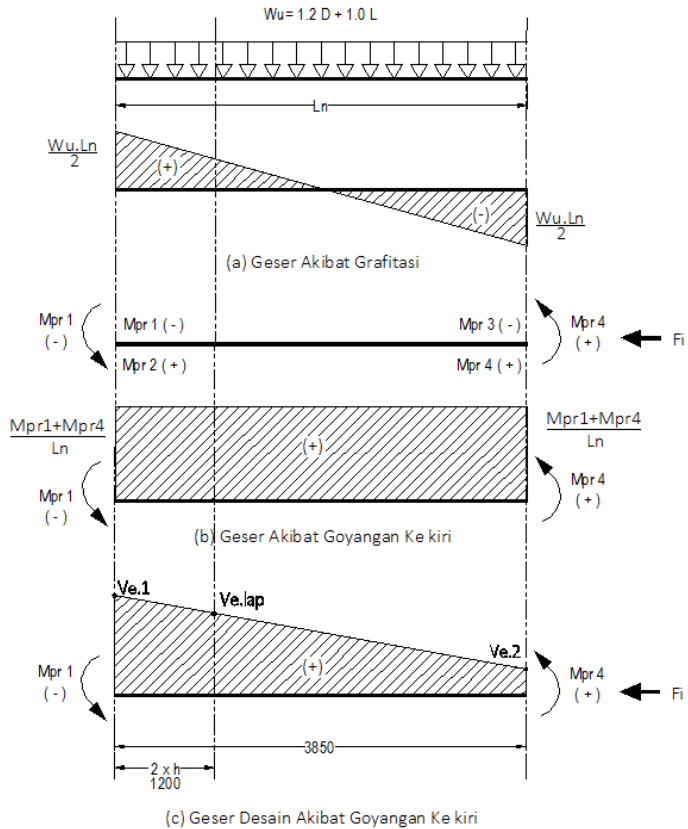 Wu = 1.2 D + 1.0 L
Ln
Wu.Ln
2
(+)
(-)
Wu.Ln
2
(a) Geser Akibat Grafitasi
Mpr 1
(-)
Mpr 1 (-)
Mpr 3 (-)
Mpr 4
(+)
Fi
Mpr 2 (+)
Mpr 4 (+)
Mpr1+Mpr4
Ln
(+)
Mpr1+Mpr4
Ln
Mpr 1
(-)
Mpr 4
(+)
(b) Geser Akibat Goyangan Ke kiri
Ve.1
Ve.lap
Ve.2
Mpr 1
(-)
(+)
Mpr 4
(+)
Fi
3850
2 x h
1200
(c) Geser Desain Akibat Goyangan Ke kiri